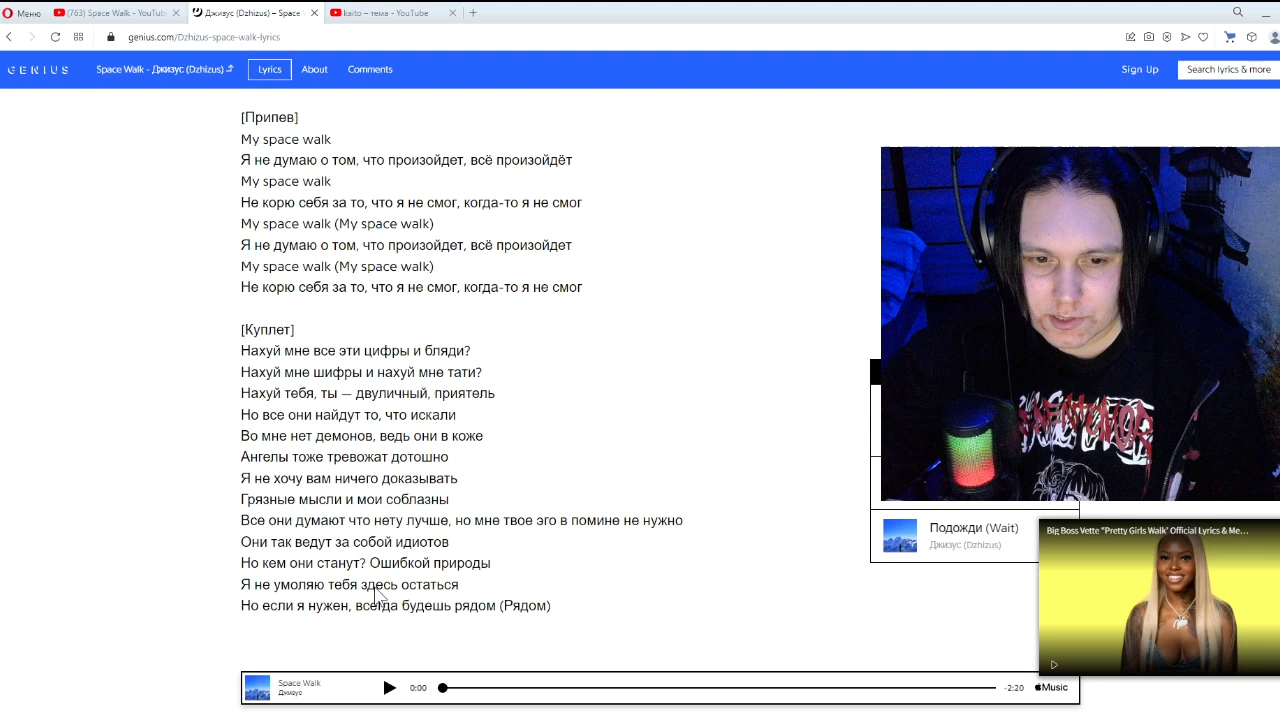 Меню
(763) Space Walk - YouTube
Джизус (Dzhizus) – Space
kaito – тема - YouTube
genius.com/Dzhizus-space-walk-lyrics
GENIUS
Space Walk - Джизус (Dzhizus)
Lyrics
About
Comments
Sign Up
Search lyrics & more
[Припев]
My space walk
Я не думаю о том, что произойдет, всё произойдёт
My space walk
Не корю себя за то, что я не смог, когда-то я не смог
My space walk (My space walk)
Я не думаю о том, что произойдет, всё произойдет
My space walk (My space walk)
Не корю себя за то, что я не смог, когда-то я не смог
[Куплет]
Нахуй мне все эти цифры и бляди?
Нахуй мне шифры и нахуй мне тати?
Нахуй тебя, ты — двуличный, приятель
Но все они найдут то, что искали
Во мне нет демонов, ведь они в коже
Ангелы тоже тревожат дотошно
Я не хочу вам ничего доказывать
Грязные мысли и мои соблазны
Все они думают что нету лучше, но мне твое эго в помине не нужно
Они так ведут за собой идиотов
Но кем они станут? Ошибкой природы
Я не умоляю тебя здесь остаться
Но если я нужен, всегда будешь рядом (Рядом)
Подожди (Wait)
Джизус (Dzhizus)
Big Boss Vette "Pretty Girls Walk' Official Lyrics & Me...
Space Walk
Джизус
0:00
-2:20
Music